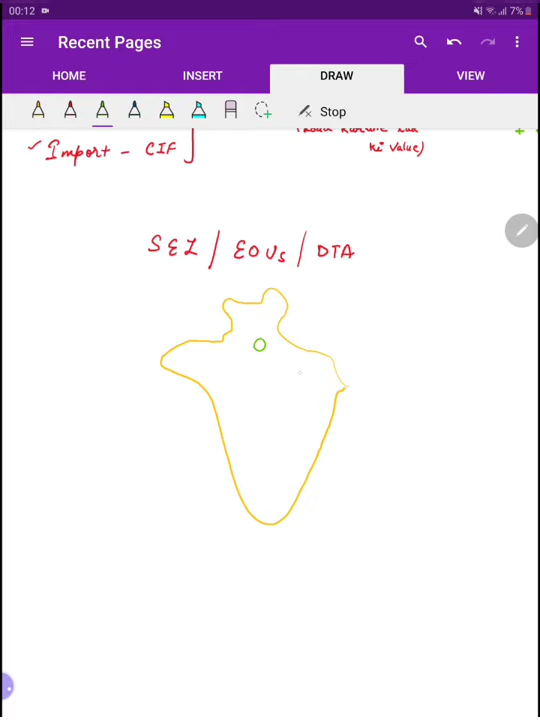 00:12
7%
Recent Pages
HOME INSERT DRAW VIEW
Stop
Import - CIF
ki value)
SEZ / EOUs / DTA